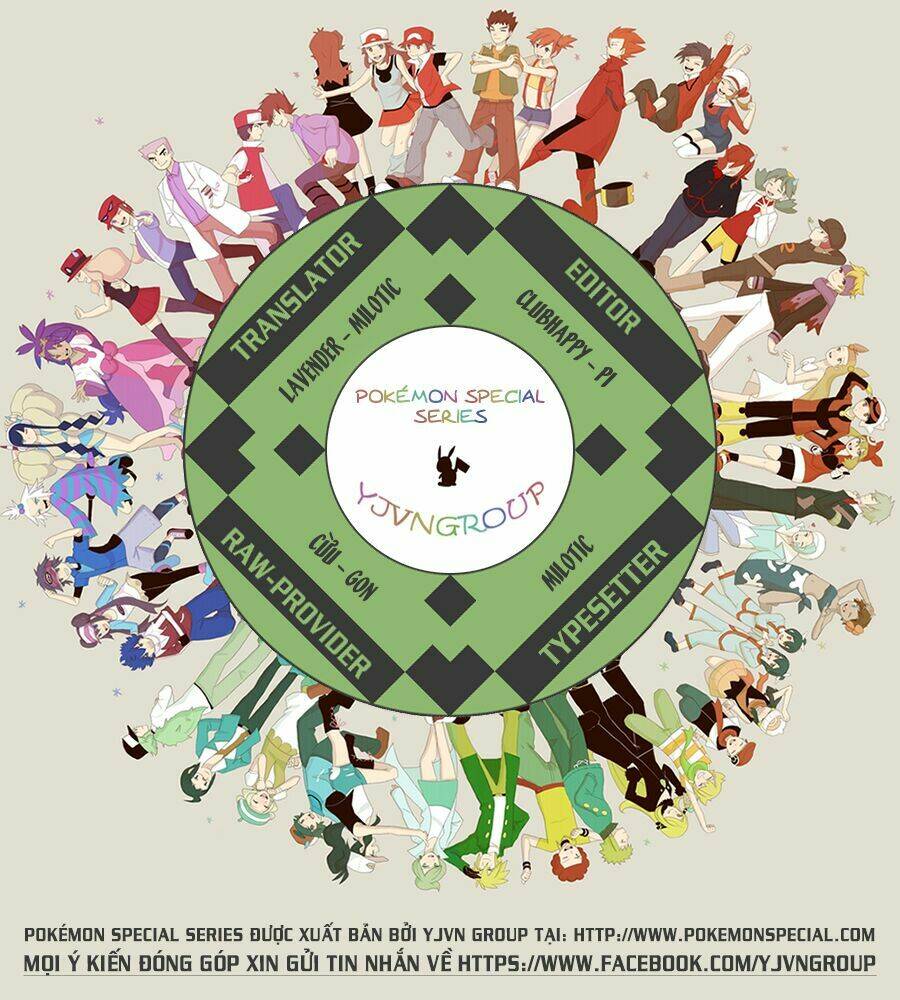 TRANSLATOR
LAVENDER - MILOTIC
EDITOR
CLUBHAPPY - PI
POKÉMON SPECIAL
SERIES
YJVNGROUP
RAW-PROVIDER
CỪU - GON
TYPESETTER
MILOTIC
POKÉMON SPECIAL SERIES ĐƯỢC XUẤT BẢN BỞI YJVN GROUP TẠI: HTTP://WWW.POKEMONSPECIAL.COM
MỌI Ý KIẾN ĐÓNG GÓP XIN GỬI TIN NHẮN VỀ HTTPS://WWW.FACEBOOK.COM/YJVNGROUP